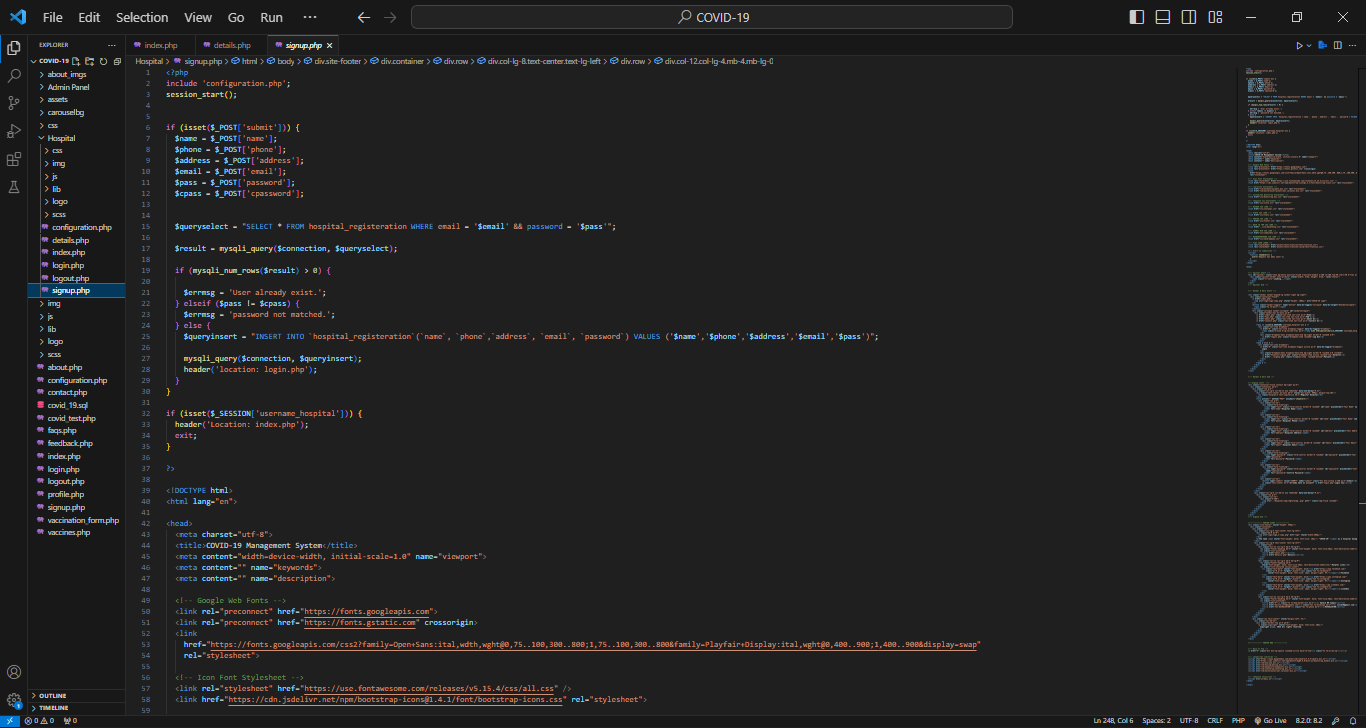 File Edit Selection View Go Run ··· COVID-19
EXPLORER ···
COVID-19
about_imgs
Admin Panel
assets
carouselbg
css
Hospital
css
img
js
lib
logo
scss
configuration.php
details.php
index.php
login.php
logout.php
signup.php
img
js
lib
logo
scss
about.php
configuration.php
contact.php
covid_19.sql
covid_test.php
faqs.php
feedback.php
index.php
login.php
logout.php
profile.php
signup.php
vaccination_form.php
vaccines.php
OUTLINE
TIMELINE
index.php details.php signup.php
Hospital > signup.php > html > body > div.site-footer > div.container > div.row > div.col-lg-8.text-center.text-lg-left > div.row > div.col-12.col-lg-4.mb-4.mb-lg-0
1 <?php
2 include 'configuration.php';
3 session_start();
4
5
6 if (isset($_POST['submit'])) {
7 $name = $_POST['name'];
8 $phone = $_POST['phone'];
9 $address = $_POST['address'];
10 $email = $_POST['email'];
11 $pass = $_POST['password'];
12 $cpass = $_POST['cpassword'];
13
14
15 $queryselect = "SELECT * FROM hospital_registeration WHERE email = '$email' && password = '$pass'";
16
17 $result = mysqli_query($connection, $queryselect);
18
19 if (mysqli_num_rows($result) > 0) {
20
21 $errmsg = 'User already exist.';
22 } elseif ($pass != $cpass) {
23 $errmsg = 'password not matched.';
24 } else {
25 $queryinsert = "INSERT INTO `hospital_registeration`(`name`, `phone`,`address`, `email`, `password`) VALUES ('$name','$phone','$address','$email','$pass')";
26
27 mysqli_query($connection, $queryinsert);
28 header('location: login.php');
29 }
30 }
31
32 if (isset($_SESSION['username_hospital'])) {
33 header('Location: index.php');
34 exit;
35 }
36
37 ?>
38
39 <!DOCTYPE html>
40 <html lang="en">
41
42 <head>
43 <meta charset="utf-8">
44 <title>COVID-19 Management System</title>
45 <meta content="width=device-width, initial-scale=1.0" name="viewport">
46 <meta content="" name="keywords">
47 <meta content="" name="description">
48
49 <!-- Google Web Fonts -->
50 <link rel="preconnect" href="https://fonts.googleapis.com">
51 <link rel="preconnect" href="https://fonts.gstatic.com" crossorigin>
52 <link
53 href="https://fonts.googleapis.com/css2?family=Open+Sans:ital,wdth,wght@0,75..100,300..800;1,75..100,300..800&family=Playfair+Display:ital,wght@0,400..900;1,400..900&display=swap"
54 rel="stylesheet">
55
56 <!-- Icon Font Stylesheet -->
57 <link rel="stylesheet" href="https://use.fontawesome.com/releases/v5.15.4/css/all.css" />
58 <link href="https://cdn.jsdelivr.net/npm/bootstrap-icons@1.4.1/font/bootstrap-icons.css" rel="stylesheet">
59
0 0 0 Ln 248, Col 6 Spaces: 2 UTF-8 CRLF PHP Go Live 8.2.0: 8.2